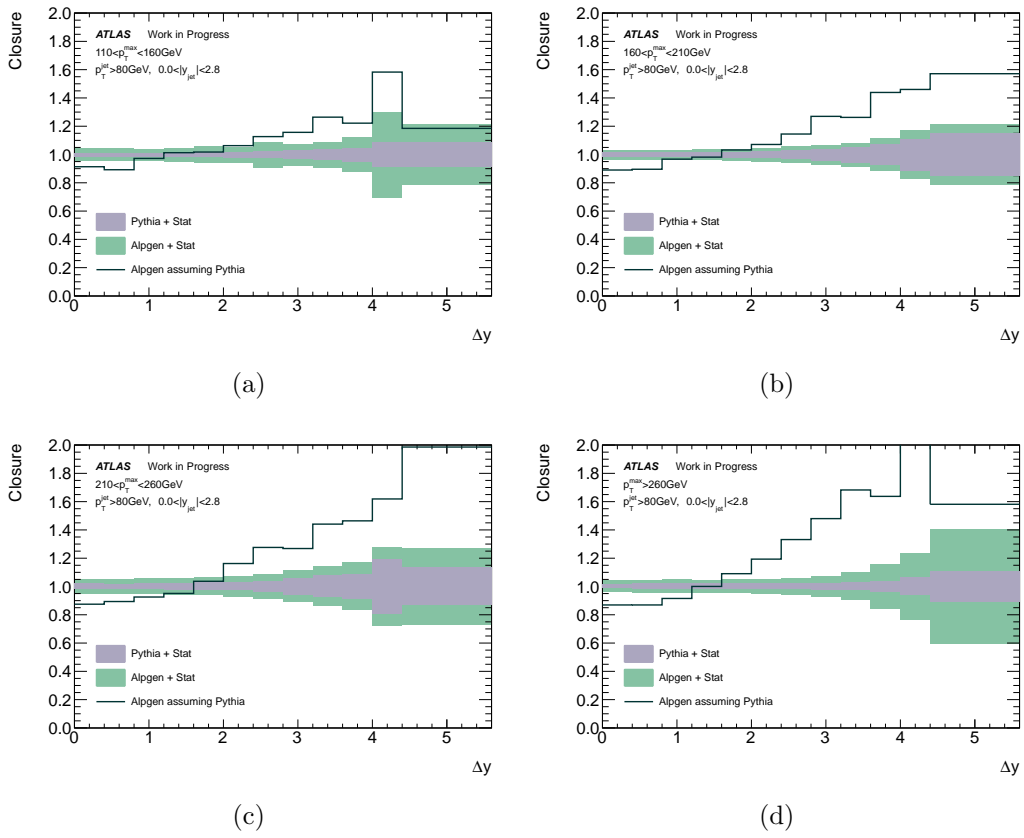 Closure
2.0
1.8
1.6
1.4
1.2
1.0
0.8
0.6
0.4
0.2
0.0
ATLAS Work in Progress
110<p_T^max<160GeV
p_T^jet>80GeV, 0.0<|y_jet|<2.8
Pythia + Stat
Alpgen + Stat
Alpgen assuming Pythia
0 1 2 3 4 5
Δy
(a)
Closure
2.0
1.8
1.6
1.4
1.2
1.0
0.8
0.6
0.4
0.2
0.0
ATLAS Work in Progress
160<p_T^max<210GeV
p_T^jet>80GeV, 0.0<|y_jet|<2.8
Pythia + Stat
Alpgen + Stat
Alpgen assuming Pythia
0 1 2 3 4 5
Δy
(b)
Closure
2.0
1.8
1.6
1.4
1.2
1.0
0.8
0.6
0.4
0.2
0.0
ATLAS Work in Progress
210<p_T^max<260GeV
p_T^jet>80GeV, 0.0<|y_jet|<2.8
Pythia + Stat
Alpgen + Stat
Alpgen assuming Pythia
0 1 2 3 4 5
Δy
(c)
Closure
2.0
1.8
1.6
1.4
1.2
1.0
0.8
0.6
0.4
0.2
0.0
ATLAS Work in Progress
p_T^max>260GeV
p_T^jet>80GeV, 0.0<|y_jet|<2.8
Pythia + Stat
Alpgen + Stat
Alpgen assuming Pythia
0 1 2 3 4 5
Δy
(d)